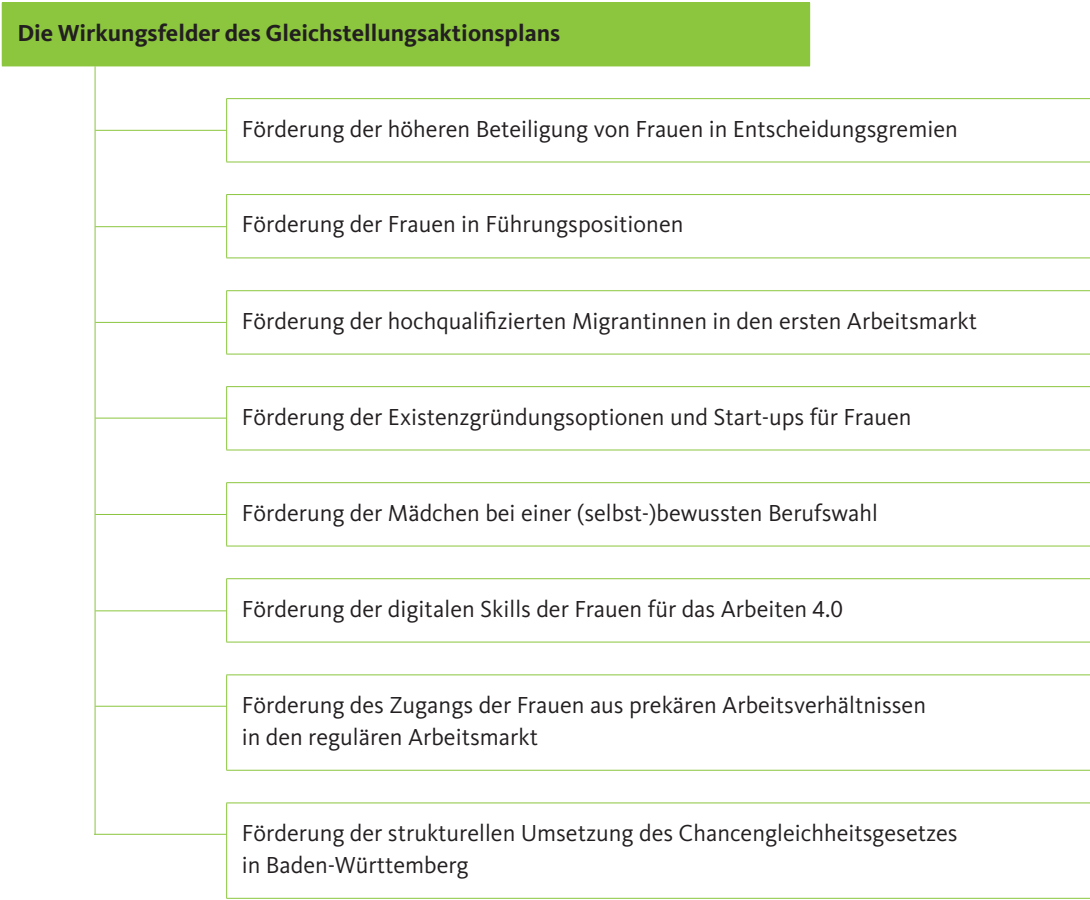 Die Wirkungsfelder des Gleichstellungsaktionsplans
Förderung der höheren Beteiligung von Frauen in Entscheidungsgremien
Förderung der Frauen in Führungspositionen
Förderung der hochqualifizierten Migrantinnen in den ersten Arbeitsmarkt
Förderung der Existenzgründungsoptionen und Start-ups für Frauen
Förderung der Mädchen bei einer (selbst-)bewussten Berufswahl
Förderung der digitalen Skills der Frauen für das Arbeiten 4.0
Förderung des Zugangs der Frauen aus prekären Arbeitsverhältnissen
in den regulären Arbeitsmarkt
Förderung der strukturellen Umsetzung des Chancengleichheitsgesetzes
in Baden-Württemberg